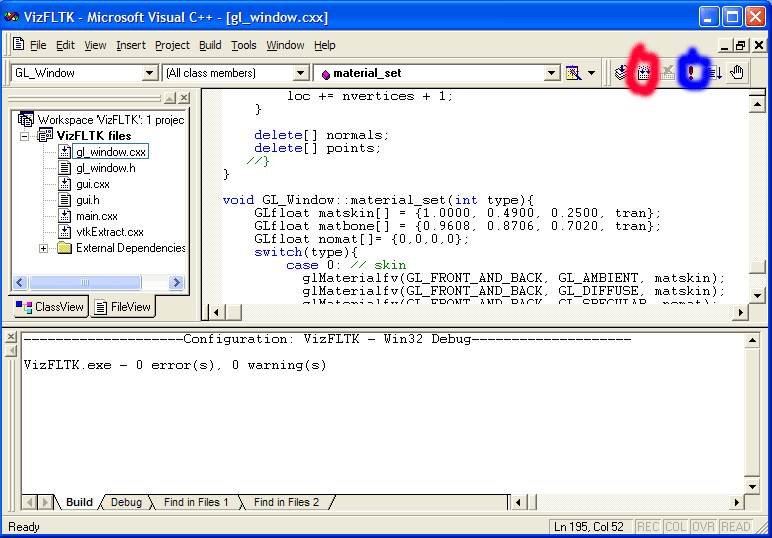 VizFLTK - Microsoft Visual C++ - [gl_window.cxx]
File Edit View Insert Project Build Tools Window Help
GL_Window (All class members) material_set
Workspace 'VizFLTK': 1 projec
VizFLTK files
gl_window.cxx
gl_window.h
gui.cxx
gui.h
main.cxx
vtkExtract.cxx
External Dependencies
ClassView FileView
loc += nvertices + 1;
}
delete[] normals;
delete[] points;
//}
}
void GL_Window::material_set(int type){
GLfloat matskin[] = {1.0000, 0.4900, 0.2500, tran};
GLfloat matbone[] = {0.9608, 0.8706, 0.7020, tran};
GLfloat nomat[]= {0,0,0,0};
switch(type){
case 0: // skin
glMaterialfv(GL_FRONT_AND_BACK, GL_AMBIENT, matskin);
glMaterialfv(GL_FRONT_AND_BACK, GL_DIFFUSE, matskin);
glMaterialfv(GL_FRONT_AND_BACK, GL_SPECULAR, nomat);
--------------------Configuration: VizFLTK - Win32 Debug--------------------
VizFLTK.exe - 0 error(s), 0 warning(s)
Build Debug Find in Files 1 Find in Files 2
Ready Ln 195, Col 52 REC COL OVR READ